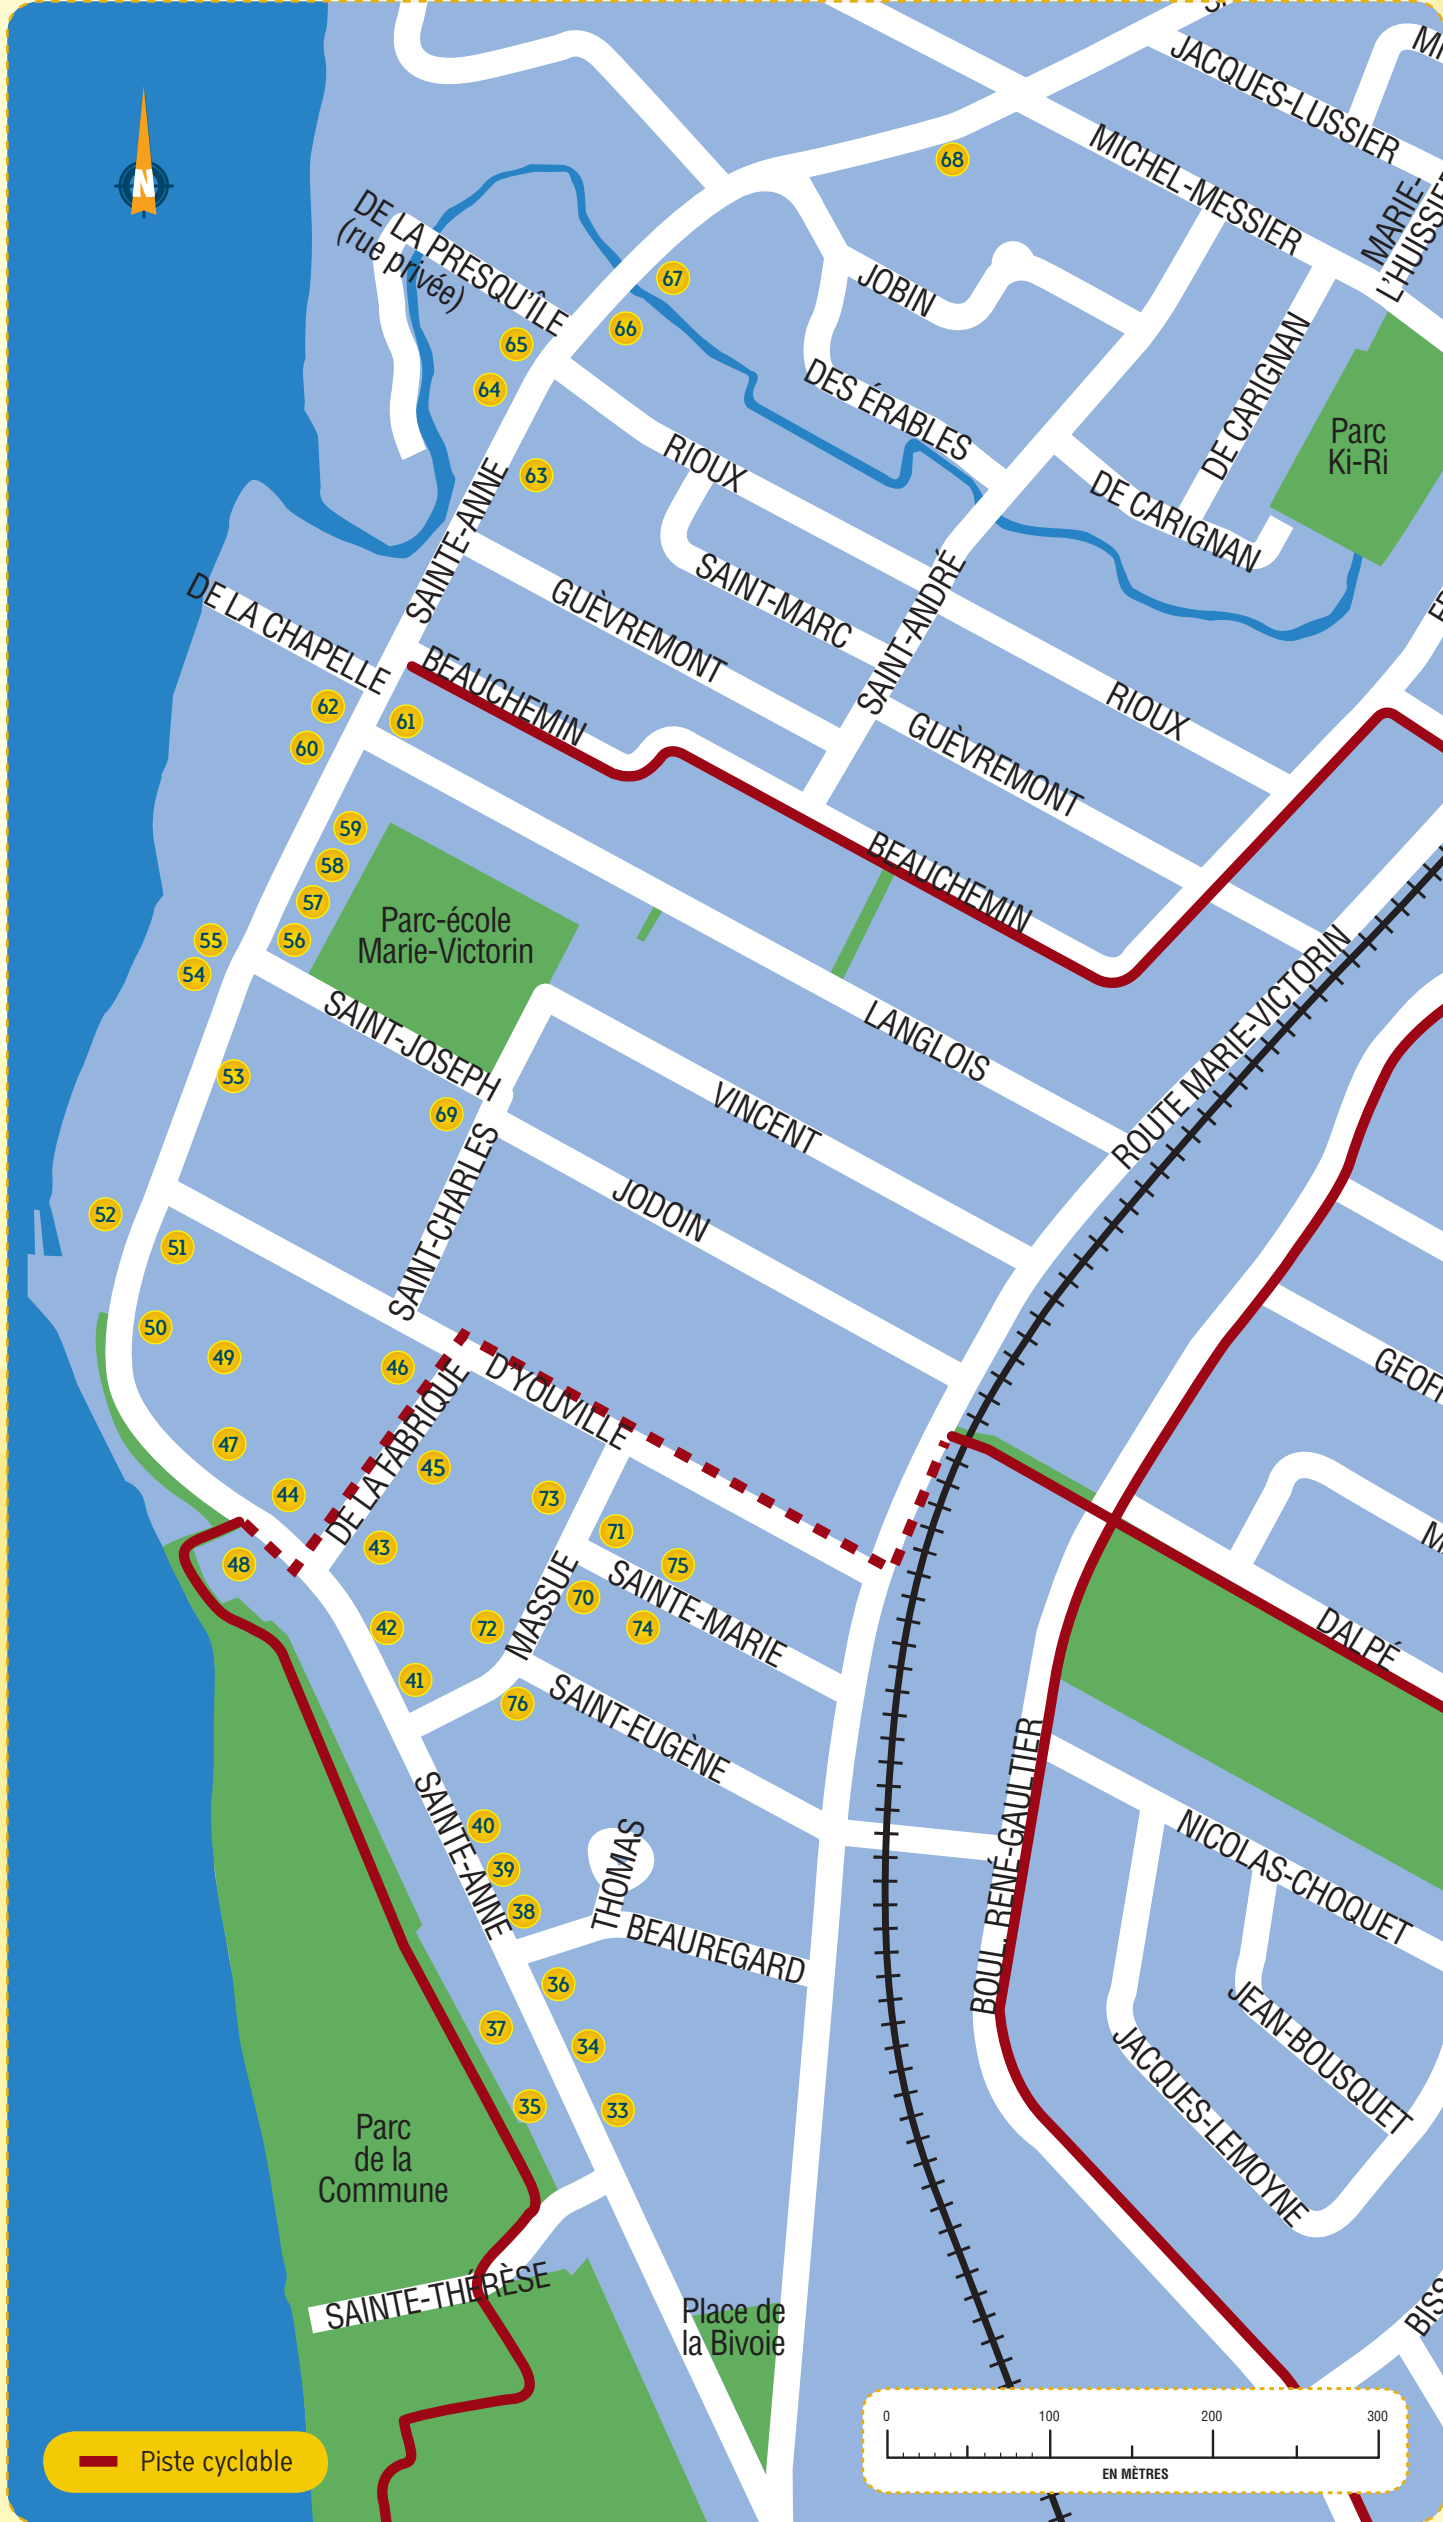 JACQUES-LUSSIER
MICHEL-MESSIER
MARIE-
68
N
DE LA PRESQU'ÎLE
(rue privée)
67
JOBIN
66
65
64
DES ÉRABLES
DE CARIGNAN
Parc
Ki-Ri
RIOUX
63
DE CARIGNAN
SAINTE-ANNE
SAINT-MARC
GUÈVREMONT
SAINT-ANDRÉ
DE LA CHAPELLE
BEAUCHEMIN
62
61
60
RIOUX
GUÈVREMONT
59
58
57
56
55
54
Parc-école
Marie-Victorin
BEAUCHEMIN
ROUTE MARIE-VICTORIN
SAINT-JOSEPH
LANGLOIS
53
69
VINCENT
JODOIN
SAINT-CHARLES
52
51
50
49
46
D'YOUVILLE
DE LA FABRIQUE
47
45
44
73
43
71
48
75
70
SAINTE-MARIE
MASSUE
42
72
74
41
76
SAINT-EUGÈNE
DALPÉ
BOUL. RENÉ-GAULTIER
SAINTE-ANNE
40
39
38
THOMAS
BEAUREGARD
NICOLAS-CHOQUET
36
37
34
35
33
JEAN-BOUSQUET
JACQUES-LEMOYNE
Parc
de la
Commune
SAINTE-THÉRÈSE
Place de
la Bivoie
0 100 200 300
EN MÈTRES
Piste cyclable